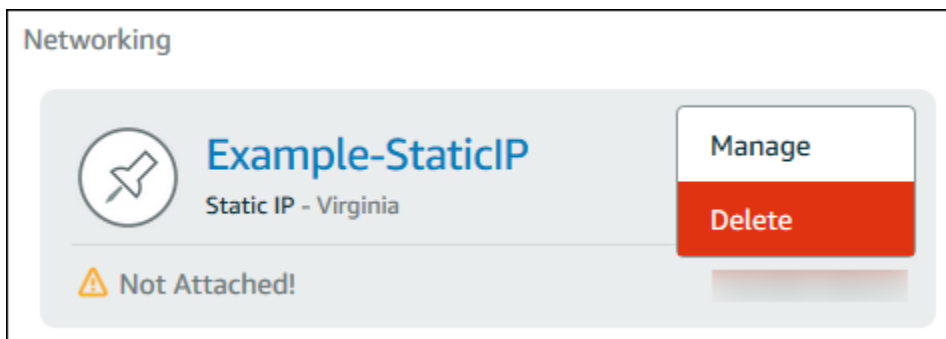 Networking
Example-StaticIP
Manage
Static IP - Virginia
Delete
Not Attached!